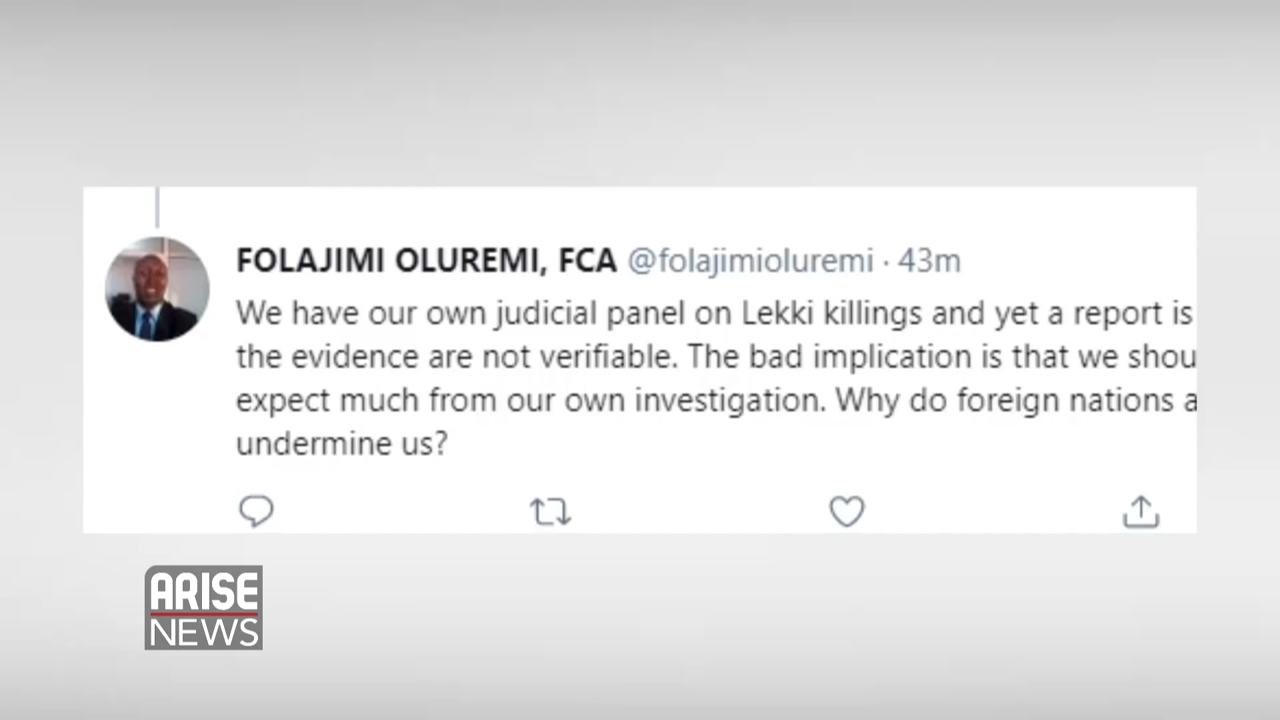 FOLAJIMI OLUREMI, FCA @folajimioluremi · 43m
We have our own judicial panel on Lekki killings and yet a report is
the evidence are not verifiable. The bad implication is that we shou
expect much from our own investigation. Why do foreign nations a
undermine us?
ARISE
NEWS